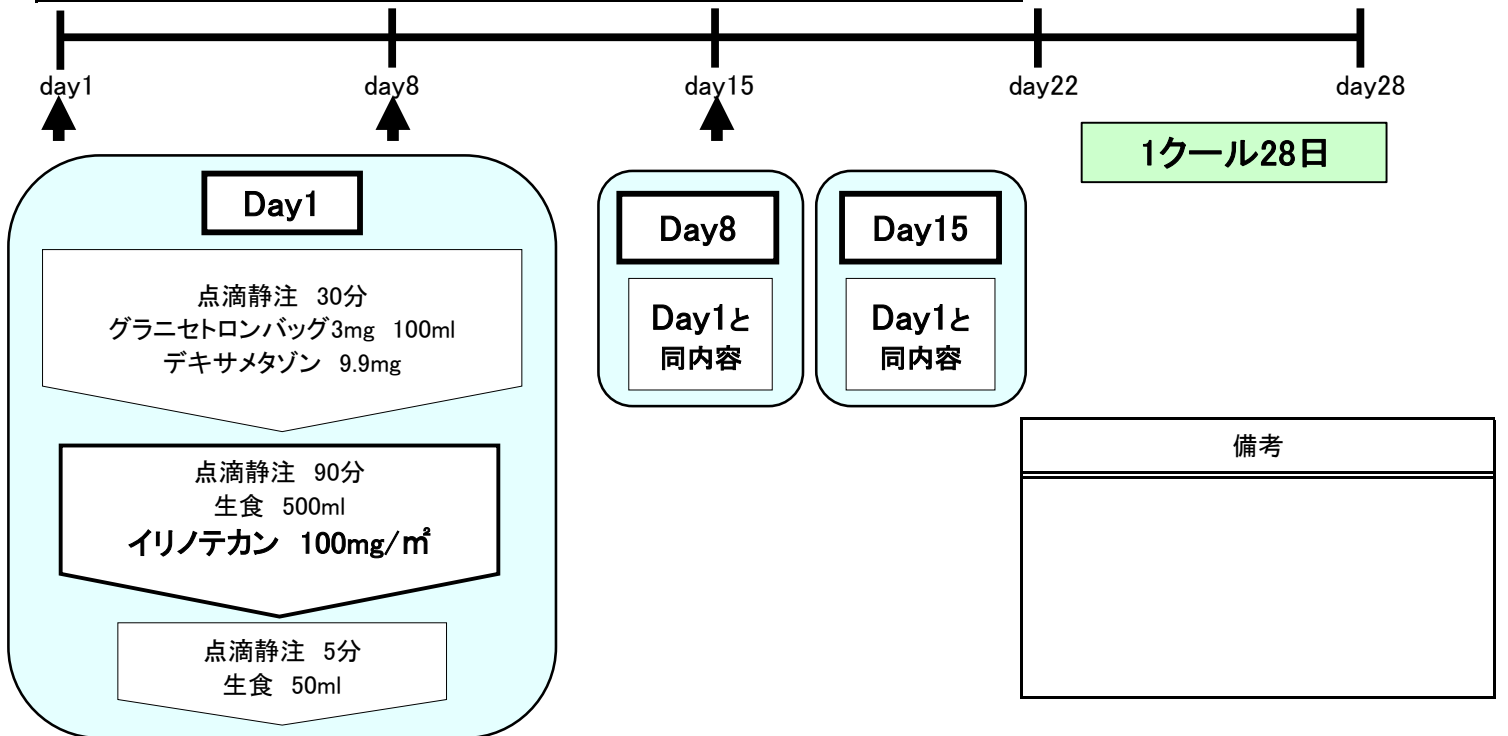 day1
day8
day15
day22
day28
1クール28日
Day1
点滴静注 30分
グラニセトロンバッグ3mg 100ml
デキサメタゾン 9.9mg
点滴静注 90分
生食 500ml
イリノテカン 100mg/㎡
点滴静注 5分
生食 50ml
Day8
Day1と
同内容
Day15
Day1と
同内容
備考